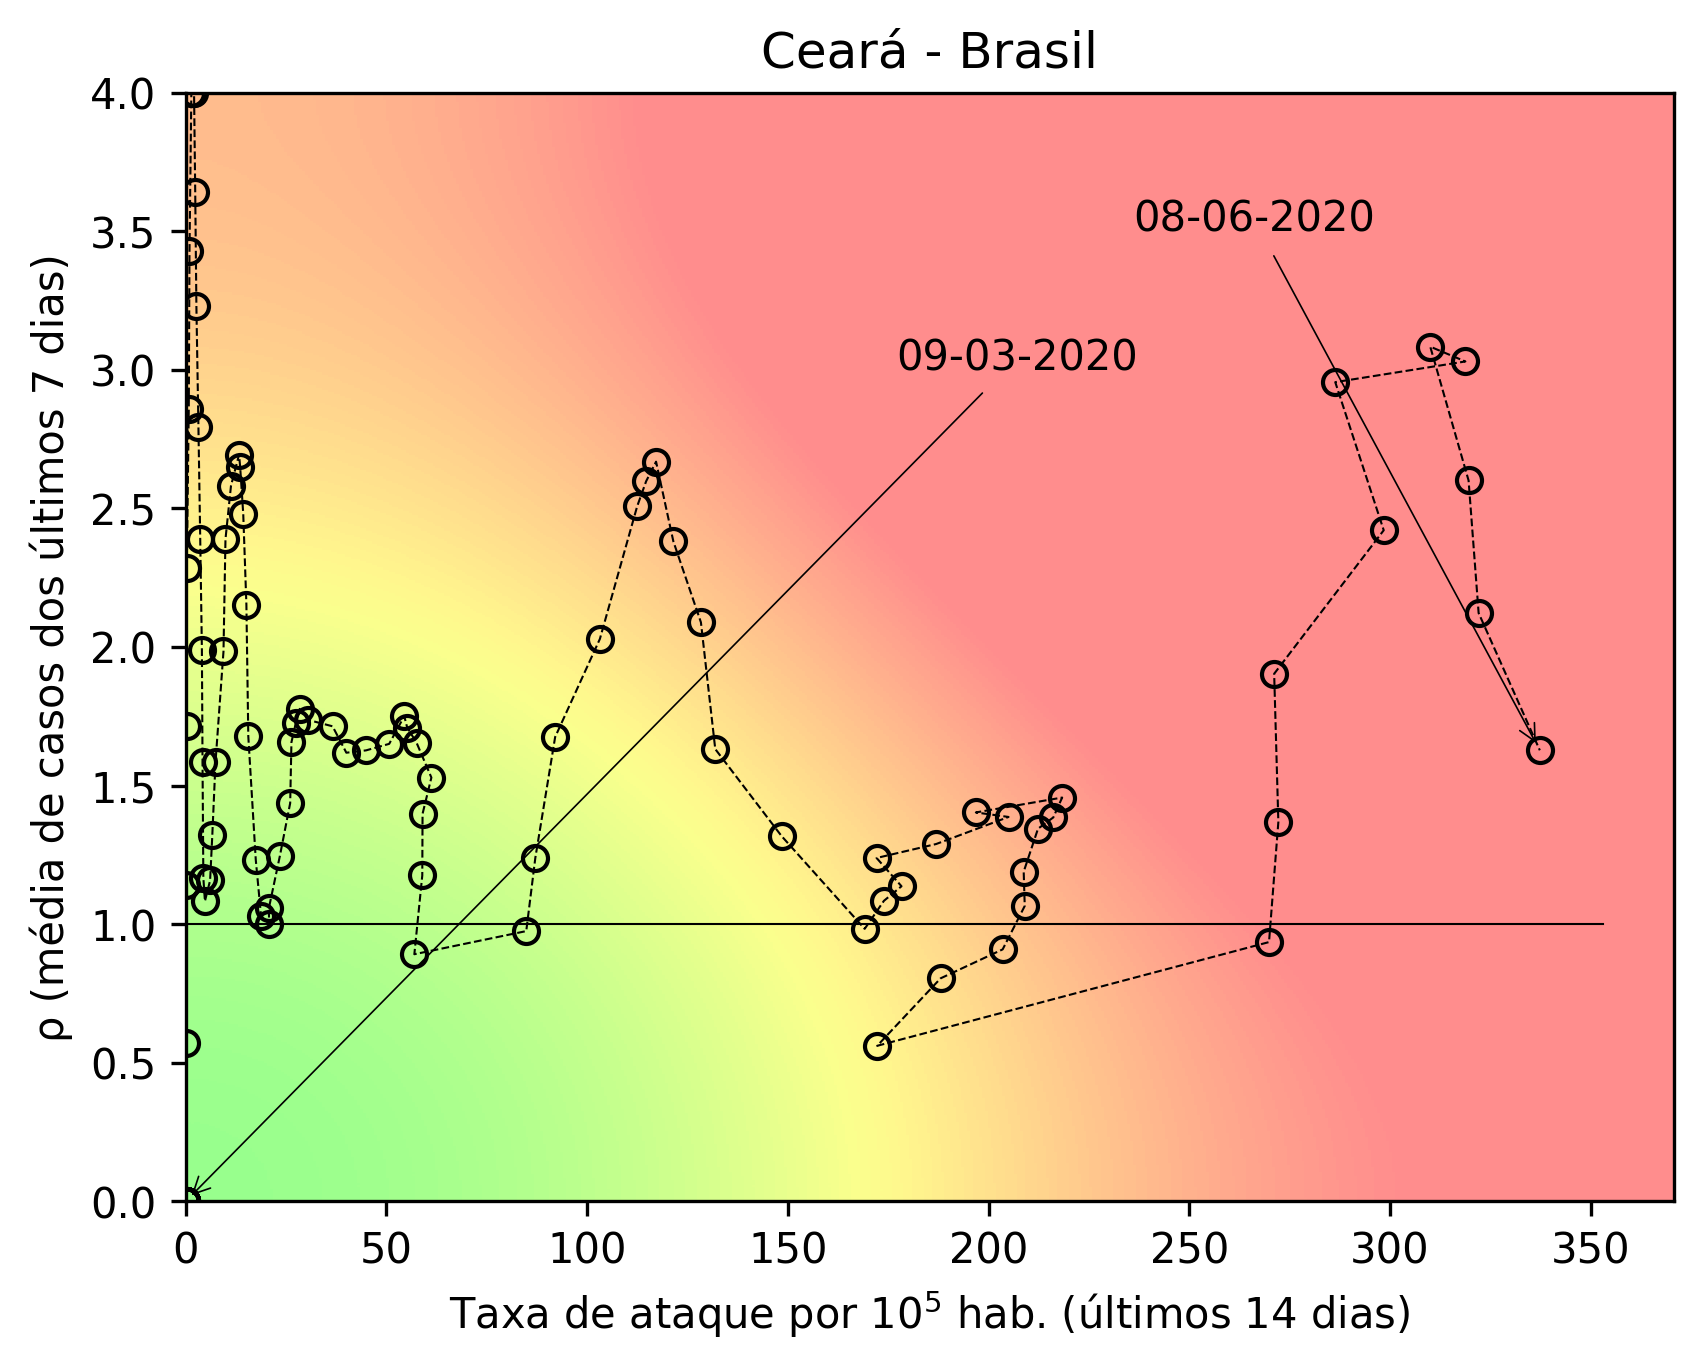 Ceará - Brasil
4.0
3.5
3.0
2.5
2.0
1.5
1.0
0.5
0.0
ρ (média de casos dos últimos 7 dias)
08-06-2020
09-03-2020
0 50 100 150 200 250 300 350
Taxa de ataque por 10⁵ hab. (últimos 14 dias)